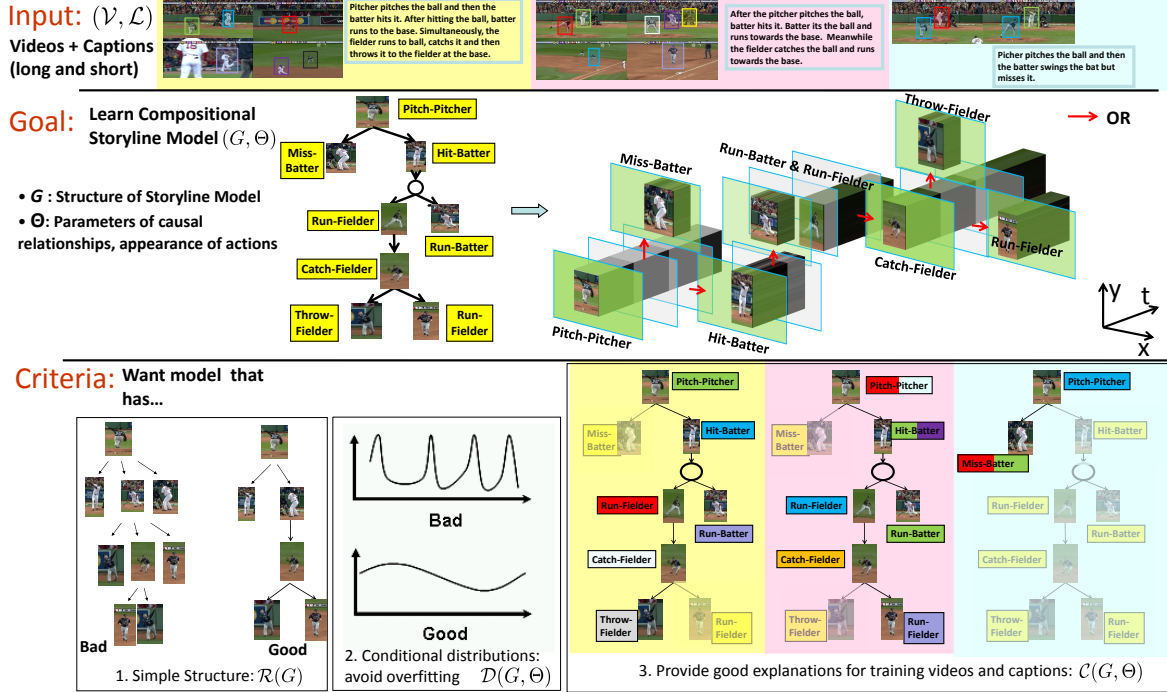 Input: (𝒱, ℒ)
Videos + Captions
(long and short)
Pitcher pitches the ball and then the
batter hits it. After hitting the ball, batter
runs to the base. Simultaneously, the
fielder runs to ball, catchs it and then
throws it to the fielder at the base.
After the pitcher pitches the ball,
batter hits it. Batter its the ball and
runs towards the base. Meanwhile
the fielder catches the ball and runs
towards the base.
Picher pitches the ball and then
the batter swings the bat but
misses it.
Goal: Learn Compositional
Storyline Model (G, Θ)
• G : Structure of Storyline Model
• Θ: Parameters of causal
relationships, appearance of actions
Pitch-Pitcher
Miss-
Batter
Hit-Batter
Run-Fielder
Run-Batter
Catch-Fielder
Throw-
Fielder
Run-
Fielder
Pitch-Pitcher
Miss-Batter
Hit-Batter
Run-Batter & Run-Fielder
Catch-Fielder
Throw-Fielder
Run-Fielder
OR
y
t
x
Criteria: Want model that
has...
Bad
Good
1. Simple Structure: ℛ(G)
Bad
Good
2. Conditional distributions:
avoid overfitting 𝒟(G, Θ)
Pitch-Pitcher
Miss-
Batter
Hit-Batter
Run-Fielder
Run-Batter
Catch-Fielder
Throw-
Fielder
Run-
Fielder
Pitch-Pitcher
Miss-
Batter
Hit-Batter
Run-Fielder
Run-Batter
Catch-Fielder
Throw-
Fielder
Run-
Fielder
Pitch-Pitcher
Hit-Batter
Miss-Batter
Run-Fielder
Run-Batter
Catch-Fielder
Throw-
Fielder
Run-
Fielder
3. Provide good explanations for training videos and captions: 𝒞(G, Θ)